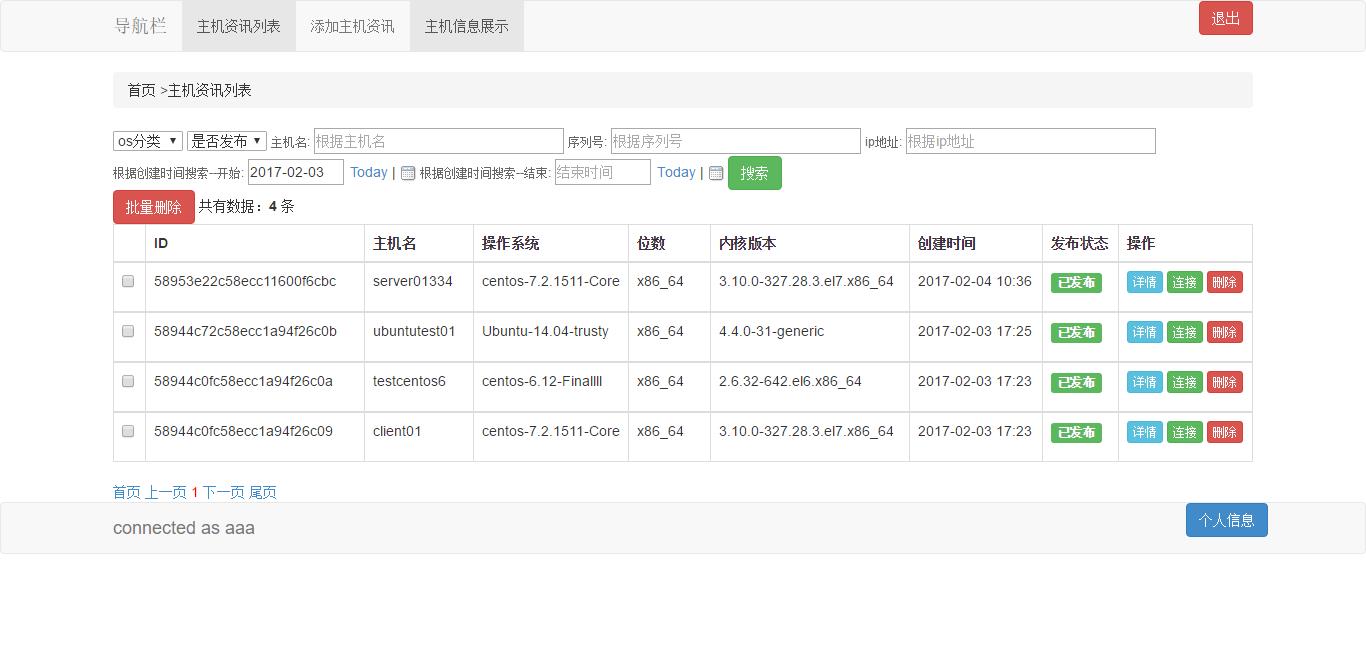 导航栏 主机资讯列表 添加主机资讯 主机信息展示 退出
首页 >主机资讯列表
os分类 是否发布 主机名: 根据主机名 序列号: 根据序列号 ip地址: 根据ip地址
根据创建时间搜索--开始: 2017-02-03 Today | 根据创建时间搜索--结束: 结束时间 Today | 搜索
批量删除 共有数据：4 条
ID 主机名 操作系统 位数 内核版本 创建时间 发布状态 操作
58953e22c58ecc11600f6cbc server01334 centos-7.2.1511-Core x86_64 3.10.0-327.28.3.el7.x86_64 2017-02-04 10:36 已发布 详情 连接 删除
58944c72c58ecc1a94f26c0b ubuntutest01 Ubuntu-14.04-trusty x86_64 4.4.0-31-generic 2017-02-03 17:25 已发布 详情 连接 删除
58944c0fc58ecc1a94f26c0a testcentos6 centos-6.12-Finallll x86_64 2.6.32-642.el6.x86_64 2017-02-03 17:23 已发布 详情 连接 删除
58944c0fc58ecc1a94f26c09 client01 centos-7.2.1511-Core x86_64 3.10.0-327.28.3.el7.x86_64 2017-02-03 17:23 已发布 详情 连接 删除
首页 上一页 1 下一页 尾页
connected as aaa 个人信息